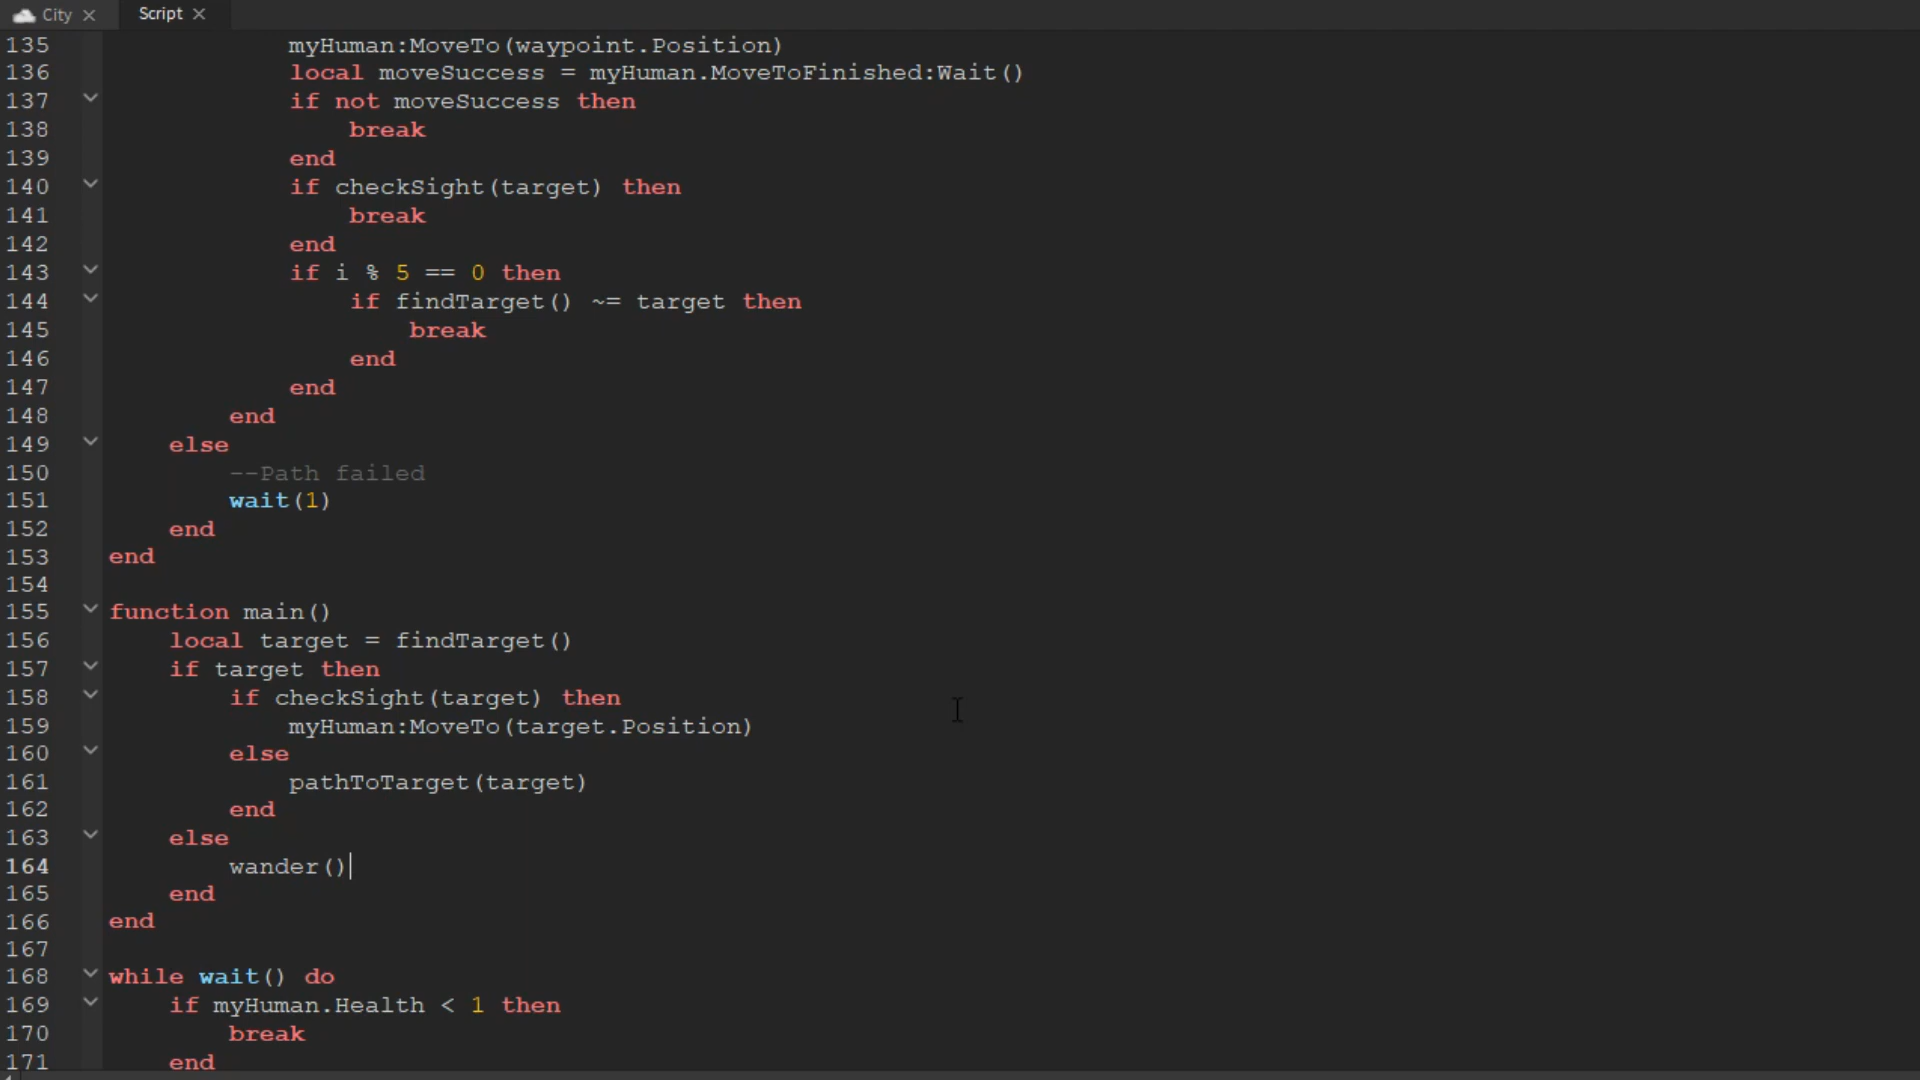 City
Script
135 myHuman:MoveTo(waypoint.Position)
136 local moveSuccess = myHuman.MoveToFinished:Wait()
137 if not moveSuccess then
138 break
139 end
140 if checkSight(target) then
141 break
142 end
143 if i % 5 == 0 then
144 if findTarget() ~= target then
145 break
146 end
147 end
148 end
149 else
150 --Path failed
151 wait(1)
152 end
153 end
154
155 function main()
156 local target = findTarget()
157 if target then
158 if checkSight(target) then
159 myHuman:MoveTo(target.Position)
160 else
161 pathToTarget(target)
162 end
163 else
164 wander()
165 end
166 end
167
168 while wait() do
169 if myHuman.Health < 1 then
170 break
171 end